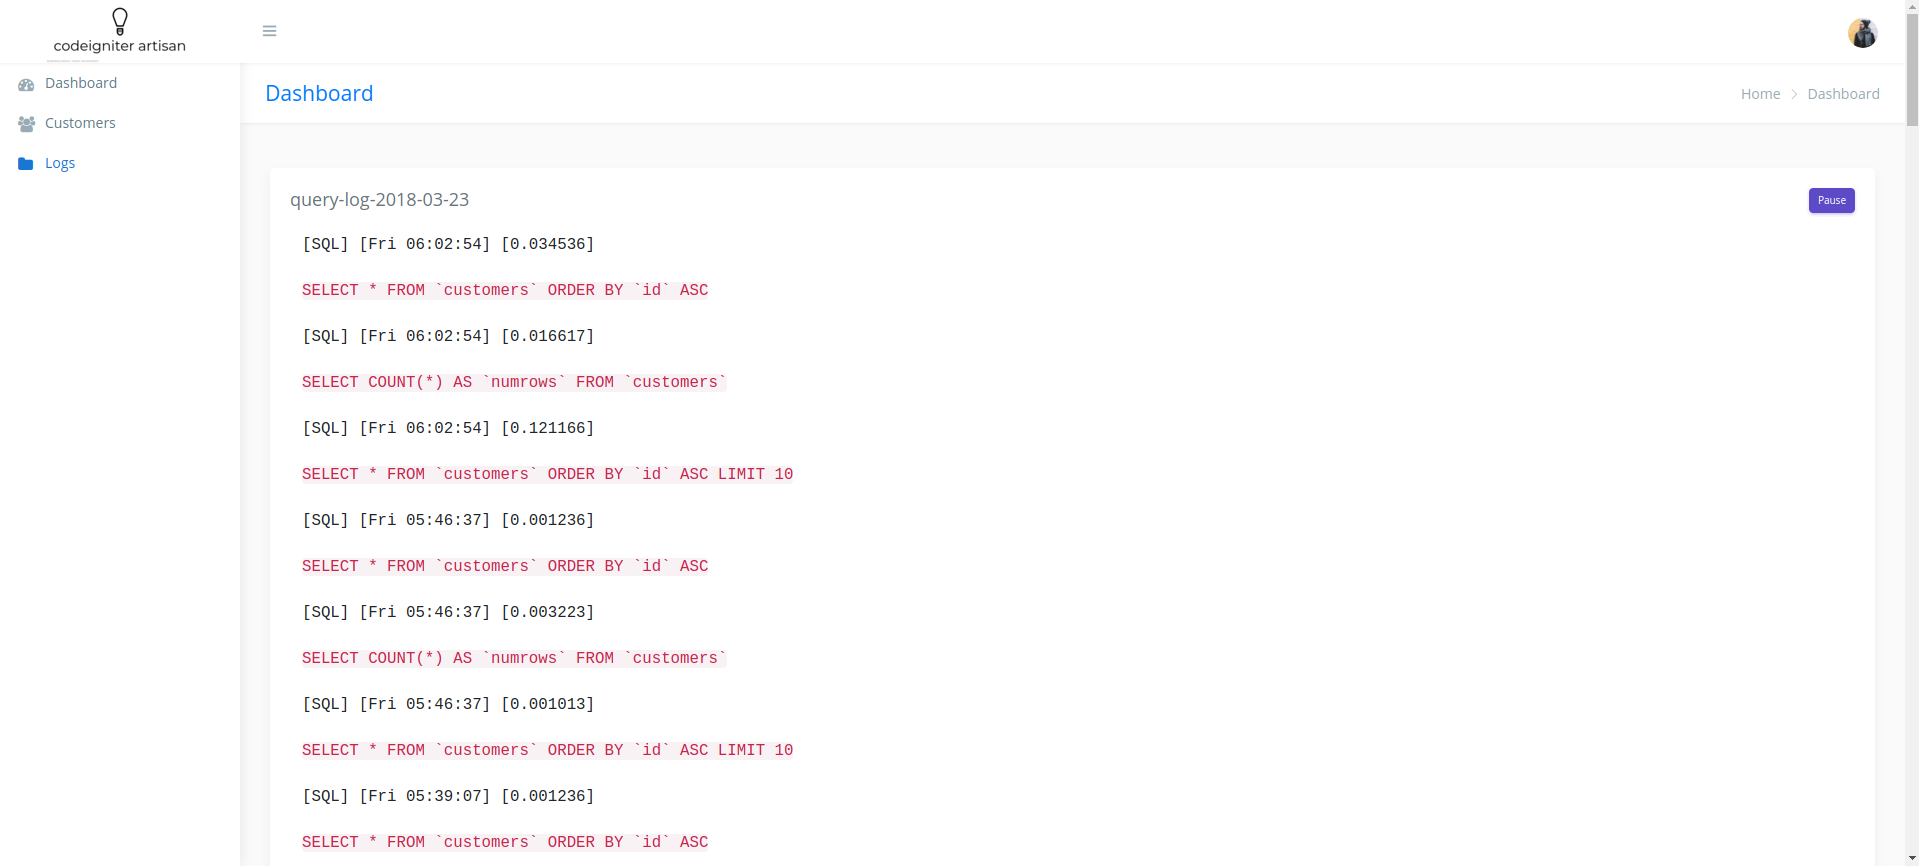 codeigniter artisan
Dashboard
Customers
Logs
Dashboard
Home > Dashboard
query-log-2018-03-23
Pause
[SQL] [Fri 06:02:54] [0.034536]
SELECT * FROM `customers` ORDER BY `id` ASC
[SQL] [Fri 06:02:54] [0.016617]
SELECT COUNT(*) AS `numrows` FROM `customers`
[SQL] [Fri 06:02:54] [0.121166]
SELECT * FROM `customers` ORDER BY `id` ASC LIMIT 10
[SQL] [Fri 05:46:37] [0.001236]
SELECT * FROM `customers` ORDER BY `id` ASC
[SQL] [Fri 05:46:37] [0.003223]
SELECT COUNT(*) AS `numrows` FROM `customers`
[SQL] [Fri 05:46:37] [0.001013]
SELECT * FROM `customers` ORDER BY `id` ASC LIMIT 10
[SQL] [Fri 05:39:07] [0.001236]
SELECT * FROM `customers` ORDER BY `id` ASC